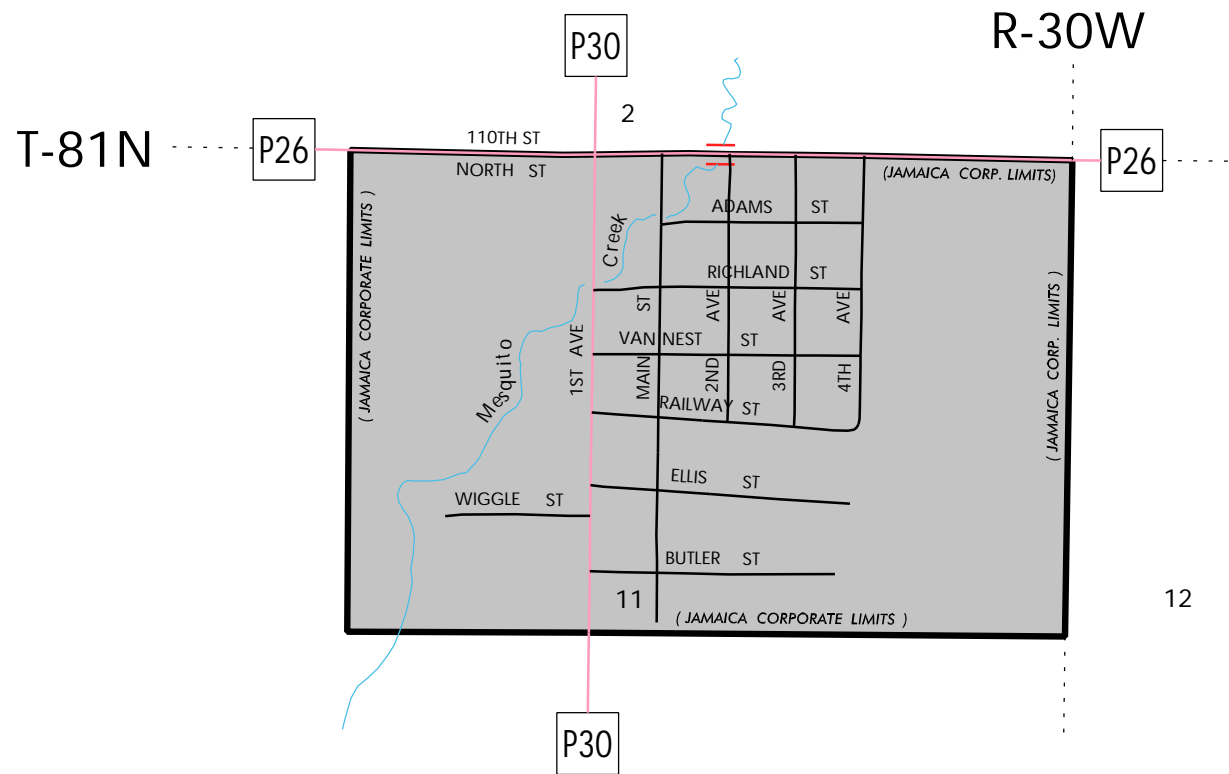 R-30W
P30
2
T-81N
P26
110TH ST
NORTH ST
(JAMAICA CORP. LIMITS)
P26
( JAMAICA CORPORATE LIMITS )
ADAMS ST
Creek
RICHLAND ST
1ST AVE
MAIN ST
2ND AVE
3RD AVE
4TH AVE
VAN NEST ST
( JAMAICA CORP. LIMITS )
Mesquito
RAILWAY ST
ELLIS ST
WIGGLE ST
BUTLER ST
11
12
( JAMAICA CORPORATE LIMITS )
P30